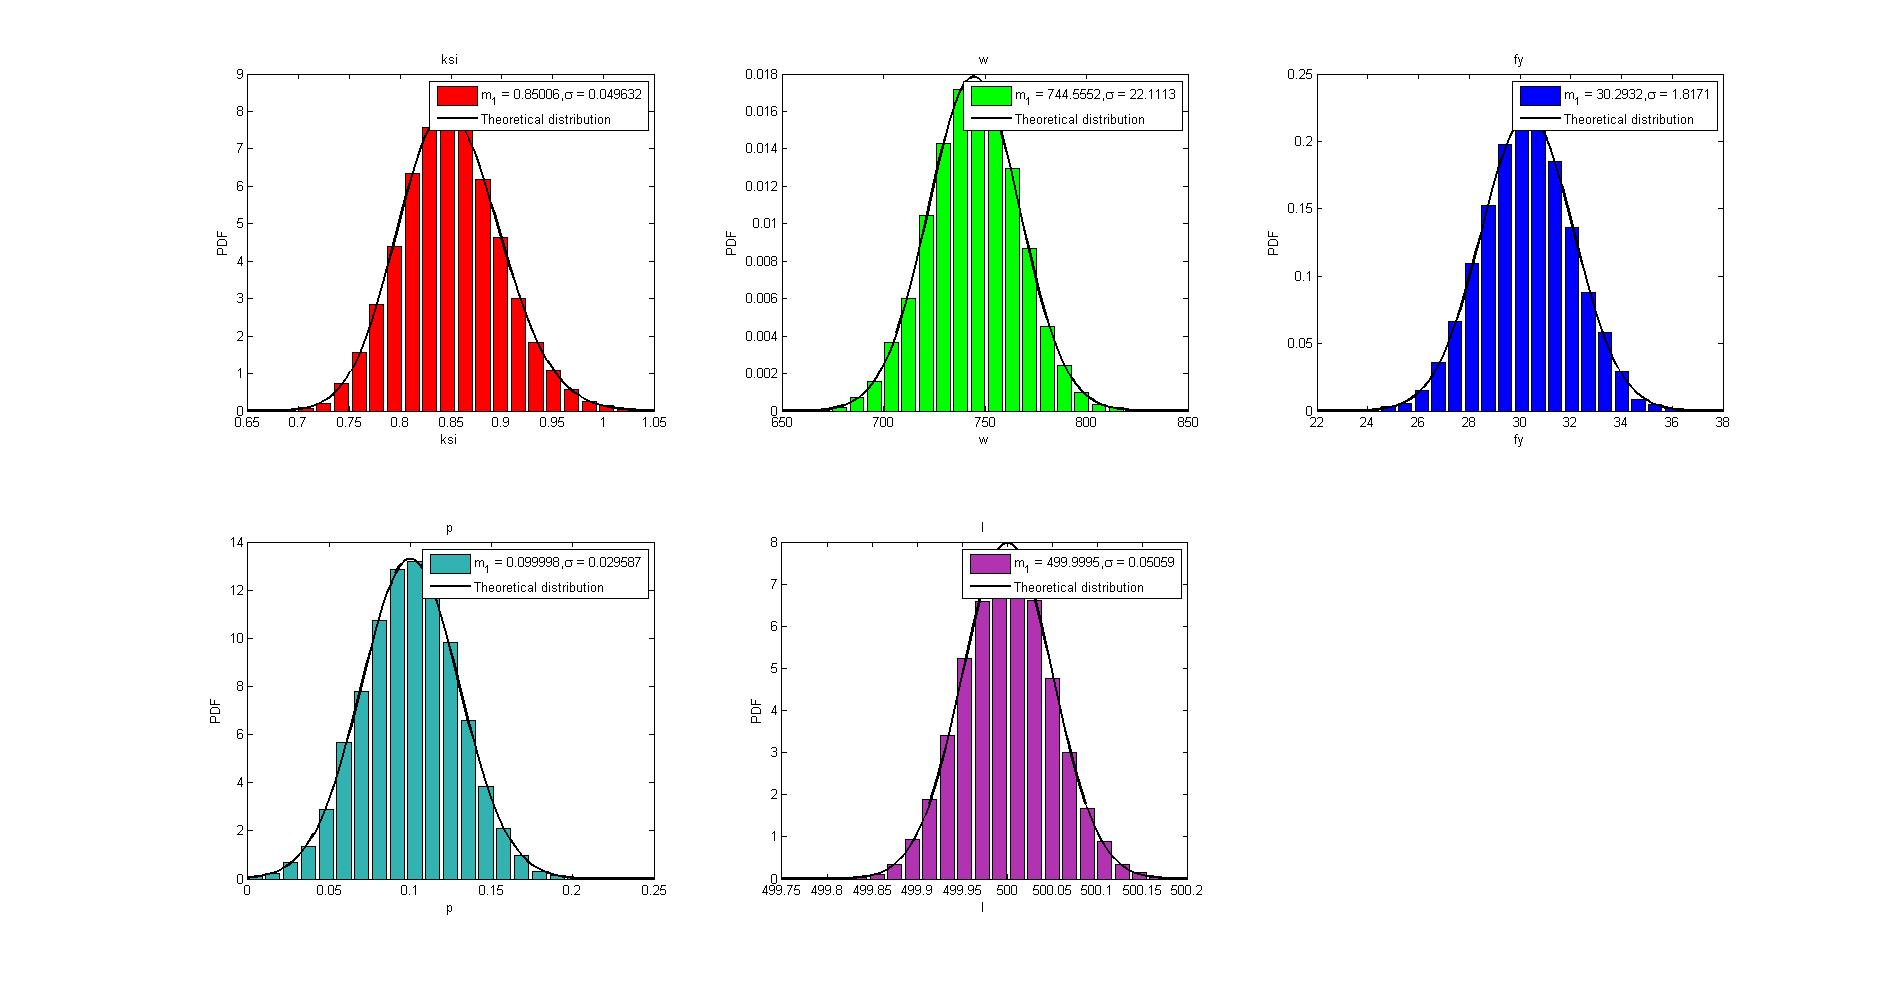 ksi
9
8
7
6
5
4
3
2
1
0
PDF
m1 = 0.85006,σ = 0.049632
Theoretical distribution
0.65 0.7 0.75 0.8 0.85 0.9 0.95 1 1.05
ksi
w
0.018
0.016
0.014
0.012
0.01
0.008
0.006
0.004
0.002
0
PDF
m1 = 744.5552,σ = 22.1113
Theoretical distribution
650 700 750 800 850
w
fy
0.25
0.2
0.15
0.1
0.05
0
PDF
m1 = 30.2932,σ = 1.8171
Theoretical distribution
22 24 26 28 30 32 34 36 38
fy
p
14
12
10
8
6
4
2
0
PDF
m1 = 0.099998,σ = 0.029587
Theoretical distribution
0 0.05 0.1 0.15 0.2 0.25
p
l
8
7
6
5
4
3
2
1
0
PDF
m1 = 499.9995,σ = 0.05059
Theoretical distribution
499.75 499.8 499.85 499.9 499.95 500 500.05 500.1 500.15 500.2
l